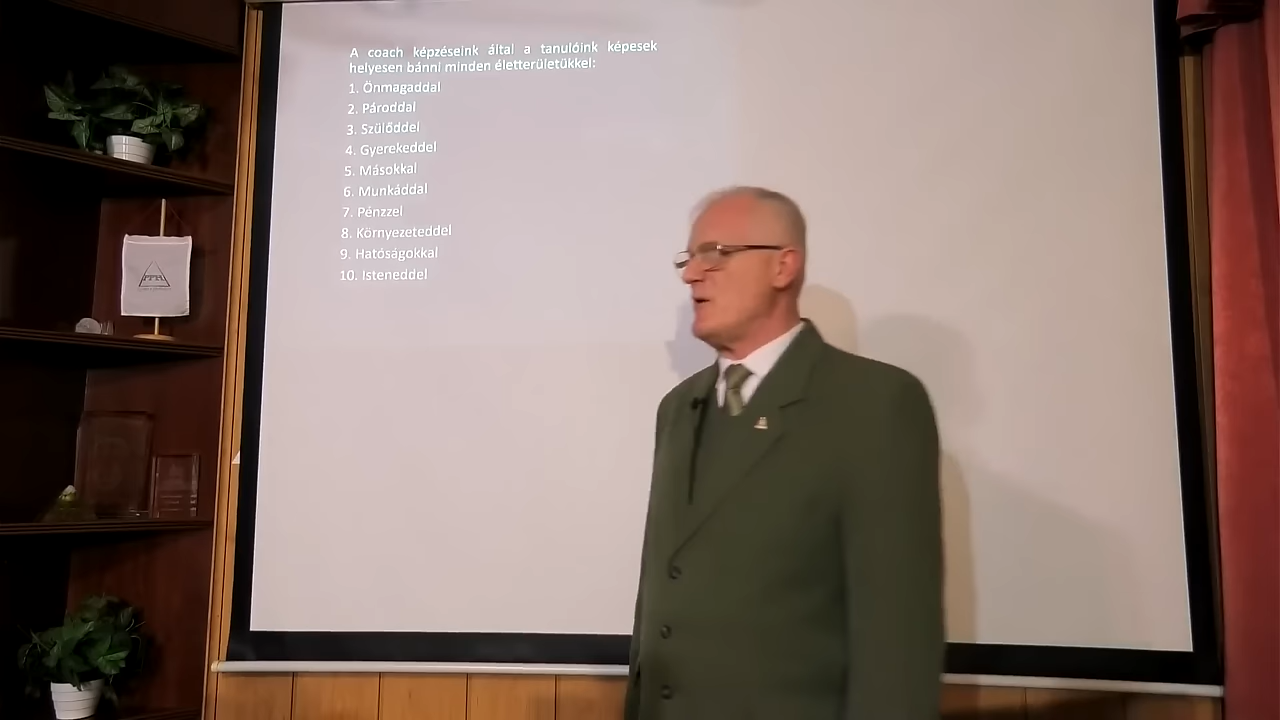 A coach képzéseink által a tanulóink képesek
helyesen bánni minden életterületükkel:
1. Önmagaddal
2. Pároddal
3. Szülőddel
4. Gyerekeddel
5. Másokkal
6. Munkáddal
7. Pénzzel
8. Környezeteddel
9. Hatóságokkal
10. Isteneddel